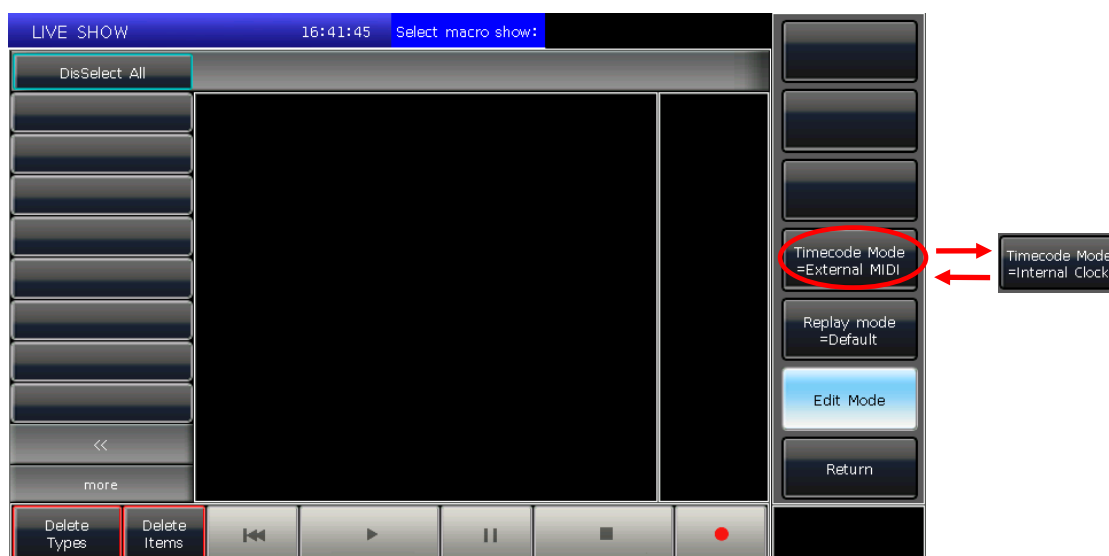 LIVE SHOW 16:41:45 Select macro show:
DisSelect All
Timecode Mode
=External MIDI
Timecode Mode
=Internal Clock
Replay mode
=Default
Edit Mode
<<
more
Return
Delete
Types
Delete
Items